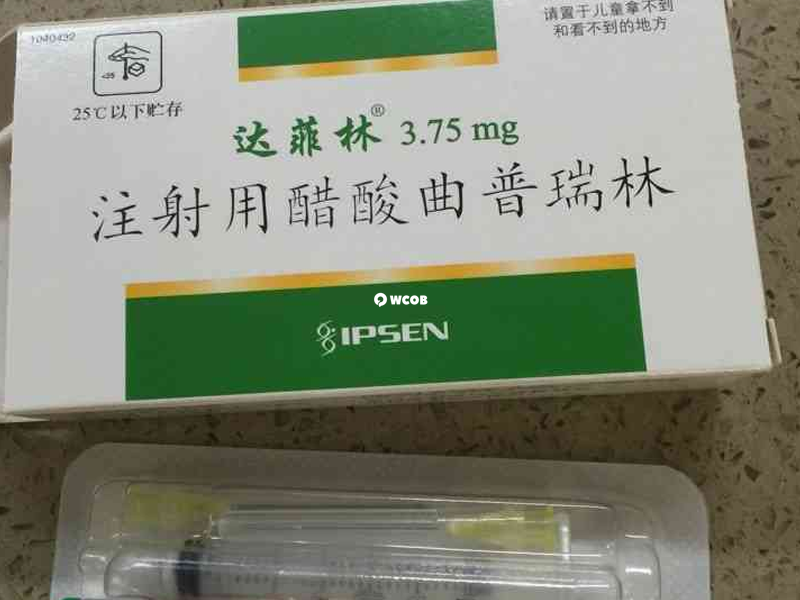 1040492
请置于儿童拿不到
和看不到的地方
<25
25℃以下贮存
达菲林® 3.75 mg
注射用醋酸曲普瑞林
WCOB
IPSEN